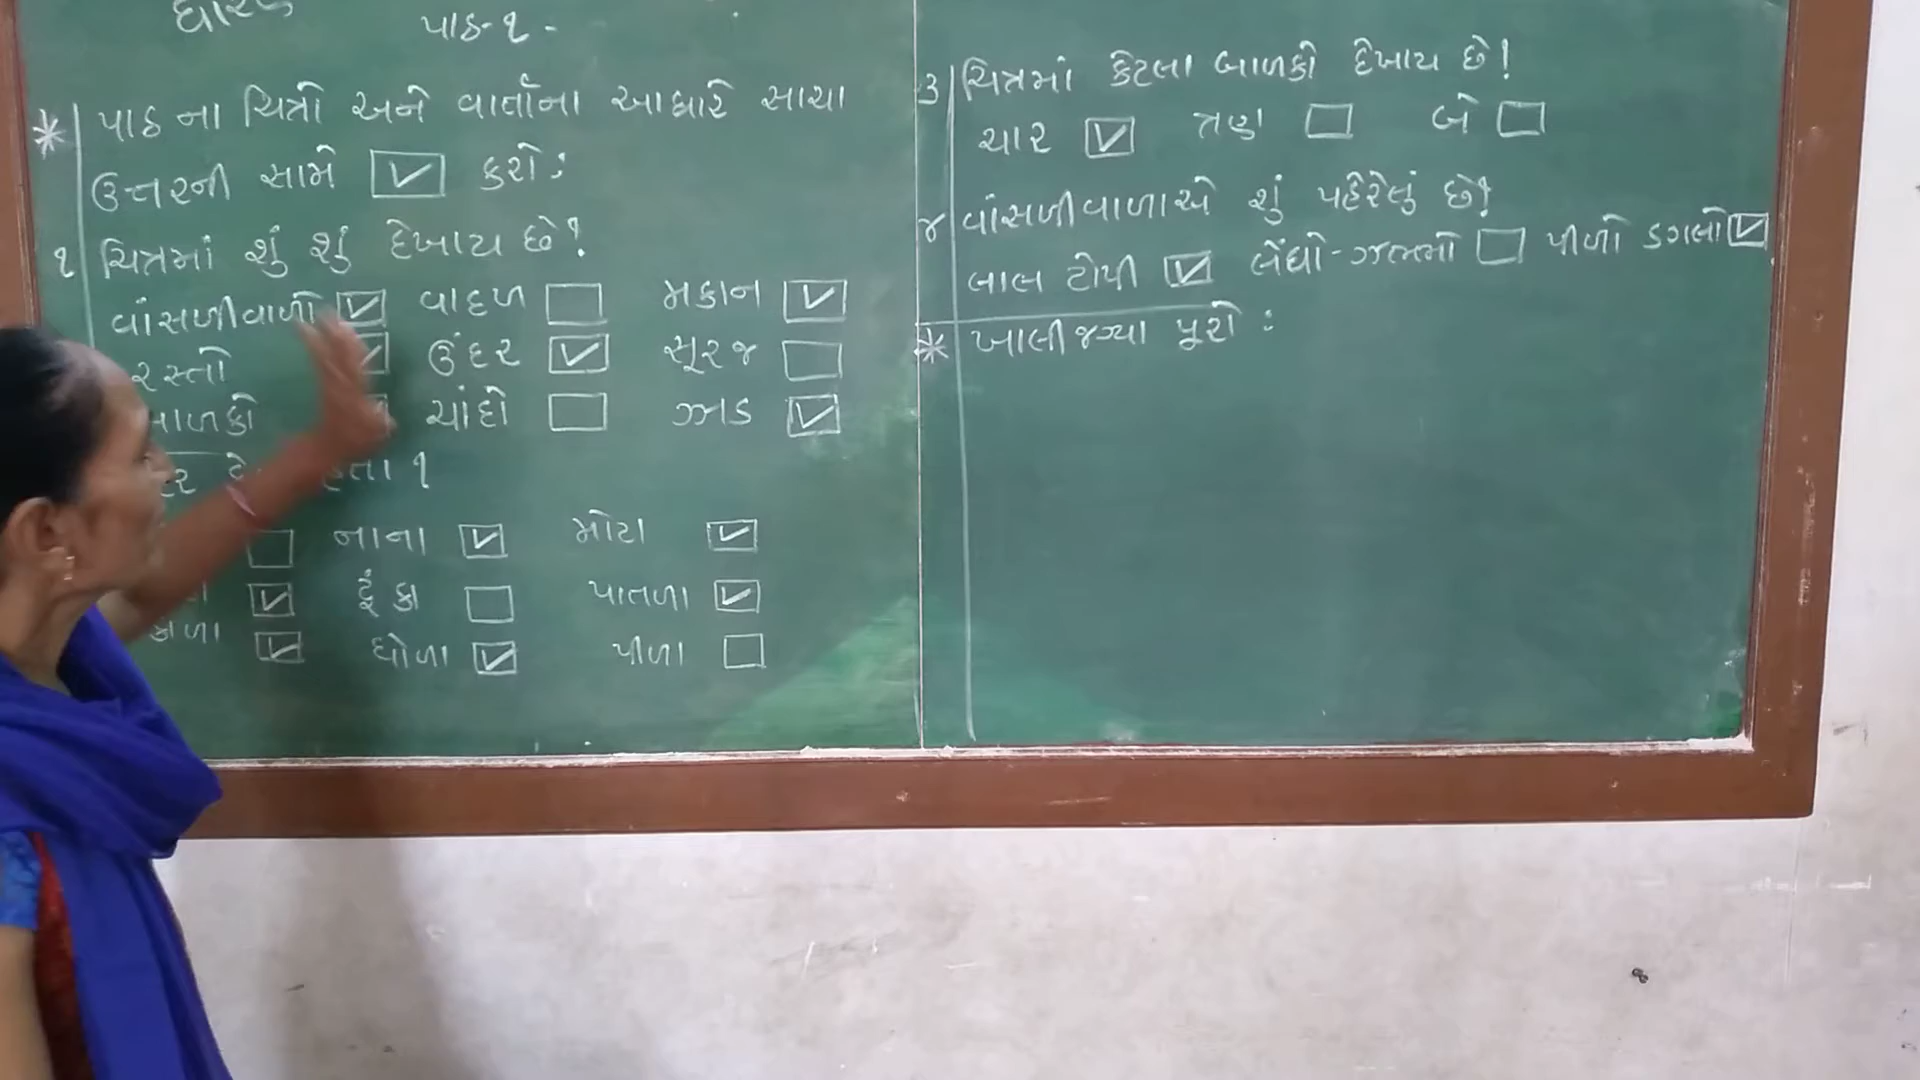 પાઠ-૧ -
* પાઠ ના ચિત્રો અને વાર્તાના આધારે સાચા
ઉત્તરની સામે ☑ કરો:
૧ ચિત્રમાં શું શું દેખાય છે?
વાંસળીવાળો ☑ વાદળ ☐ મકાન ☑
રસ્તો ☑ ઉંદર ☑ સૂરજ ☐
ચાંદો ☐ ઝાડ ☑
☐ નાના ☑ મોટા ☑
☑ ટૂંકા ☐ પાતળા ☑
કાળા ☑ ધોળા ☑ પીળા ☐
૩ ચિત્રમાં કેટલા બાળકો દેખાય છે?
ચાર ☑ ત્રણ ☐ બે ☐
૪ વાંસળીવાળાએ શું પહેરેલું છે?
લાલ ટોપી ☑ લેંઘો-ઝભ્ભો ☐ પીળો ડગલો ☑
* ખાલીજગ્યા પૂરો :